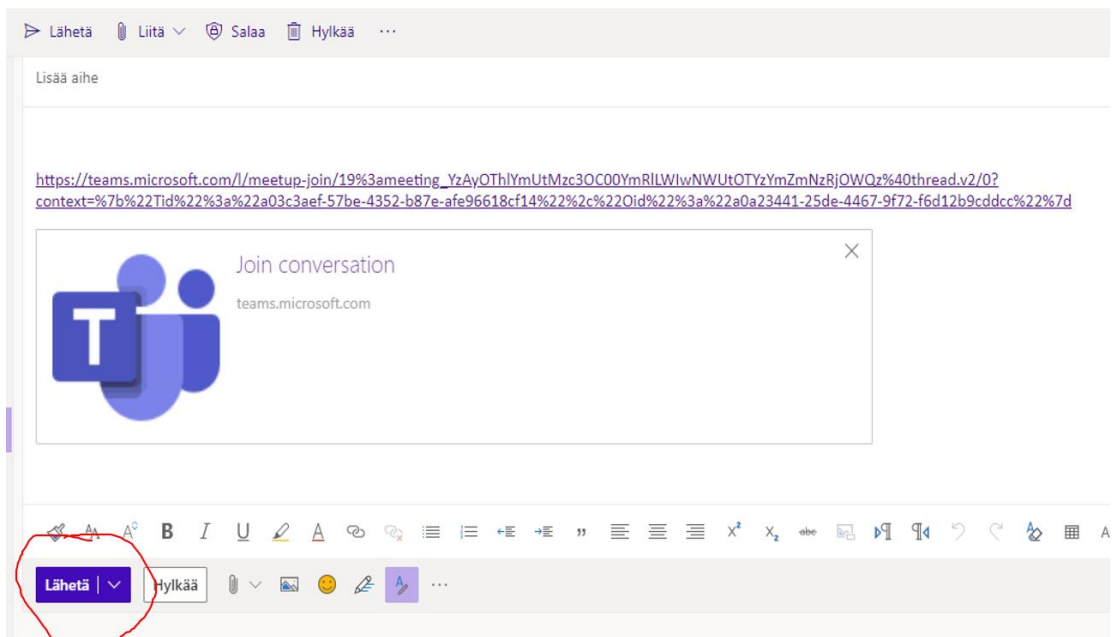 Lähetä Liitä Salaa Hylkää ...
Lisää aihe
https://teams.microsoft.com/l/meetup-join/19%3ameeting_YzAyOThlYmUtMzc3OC00YmRlLWIwNWUtOTYzYmZmNzRjOWQz%40thread.v2/0?
context=%7b%22Tid%22%3a%22a03c3aef-57be-4352-b87e-afe96618cf14%22%2c%22Oid%22%3a%22a0a23441-25de-4467-9f72-f6d12b9cddcc%22%7d
Join conversation
teams.microsoft.com
T
Lähetä Hylkää ...